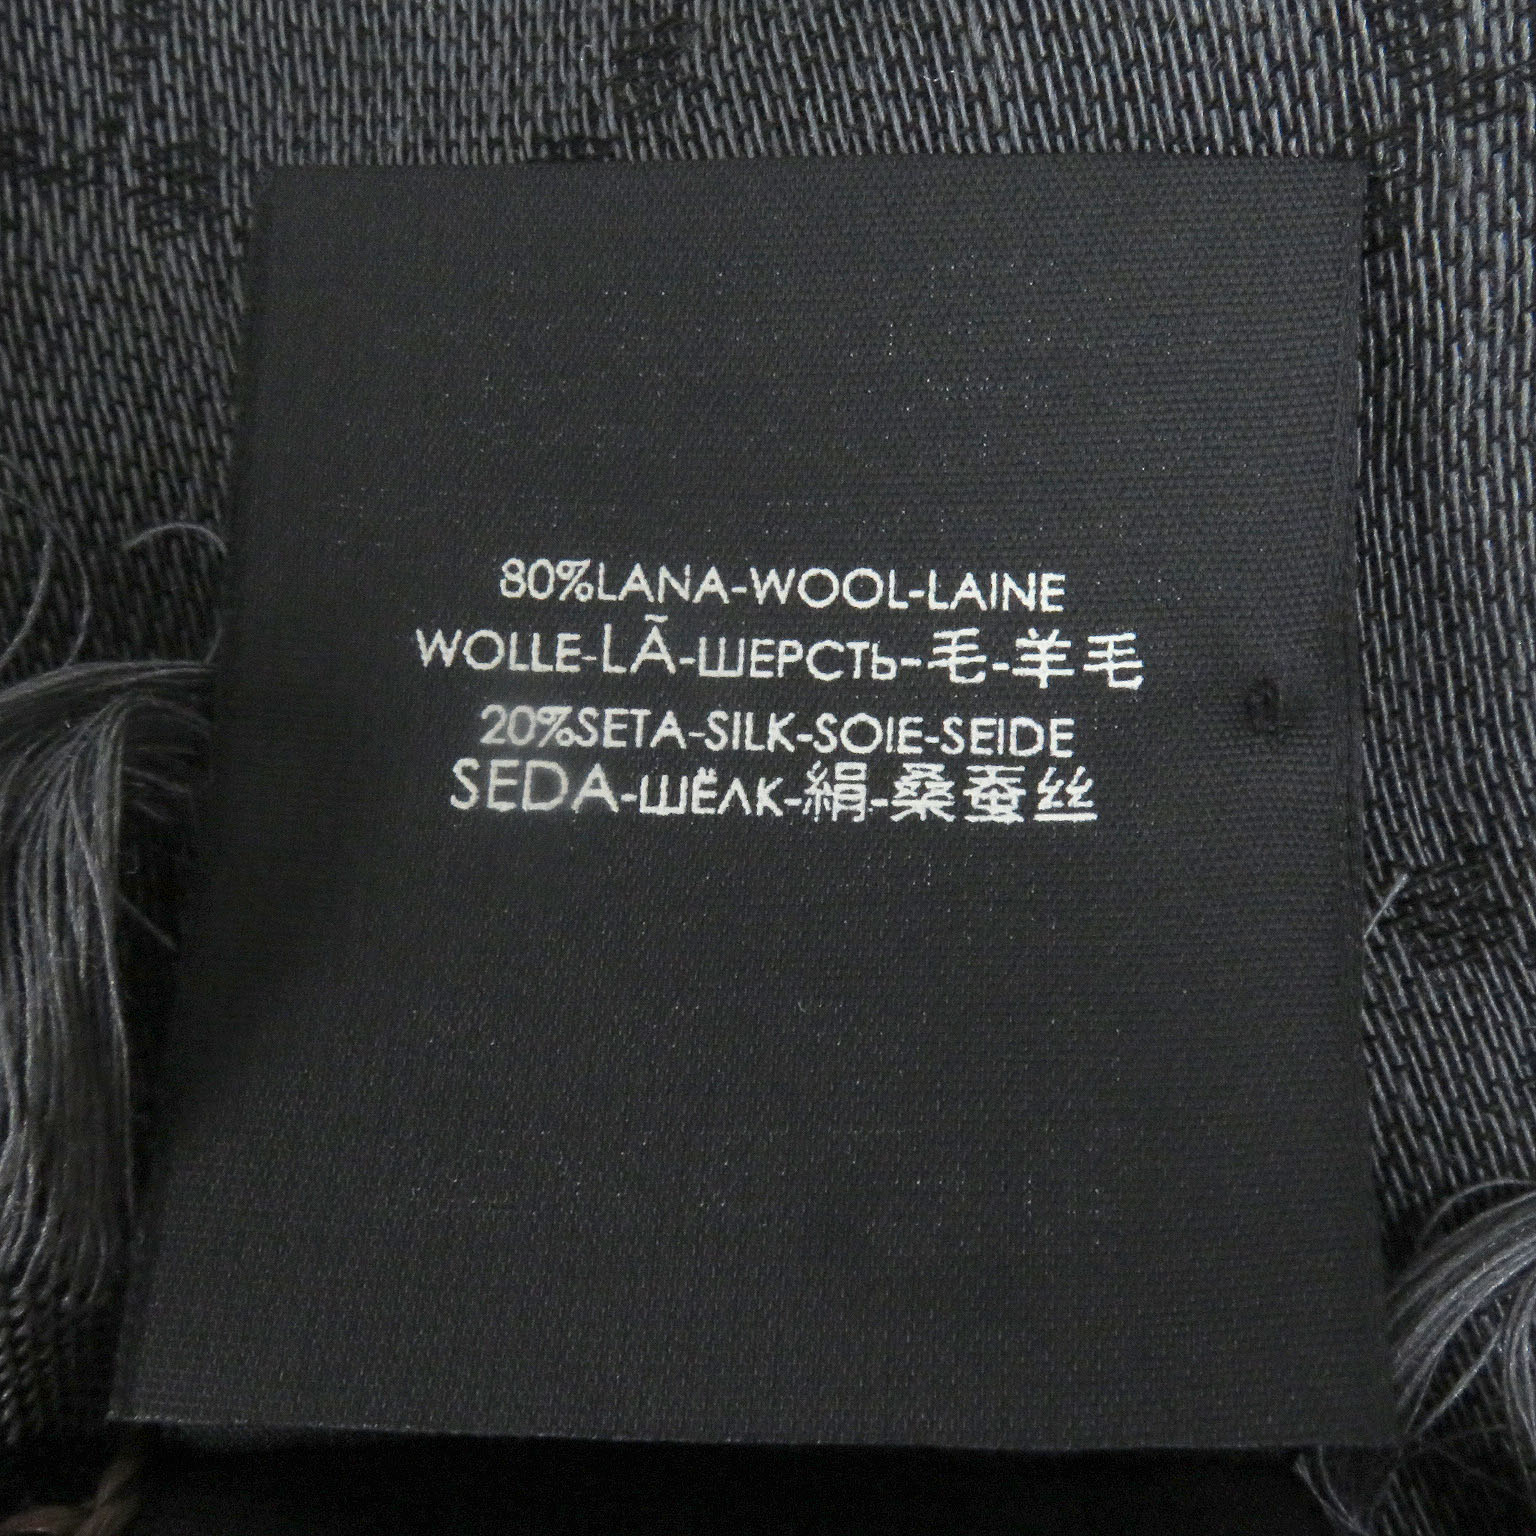 80%LANA-WOOL-LAINE
WOLLE-LÃ-ШЕРСТЬ-毛-羊毛
20%SETA-SILK-SOIE-SEIDE
SEDA-ШЁЛК-絹-桑蚕丝